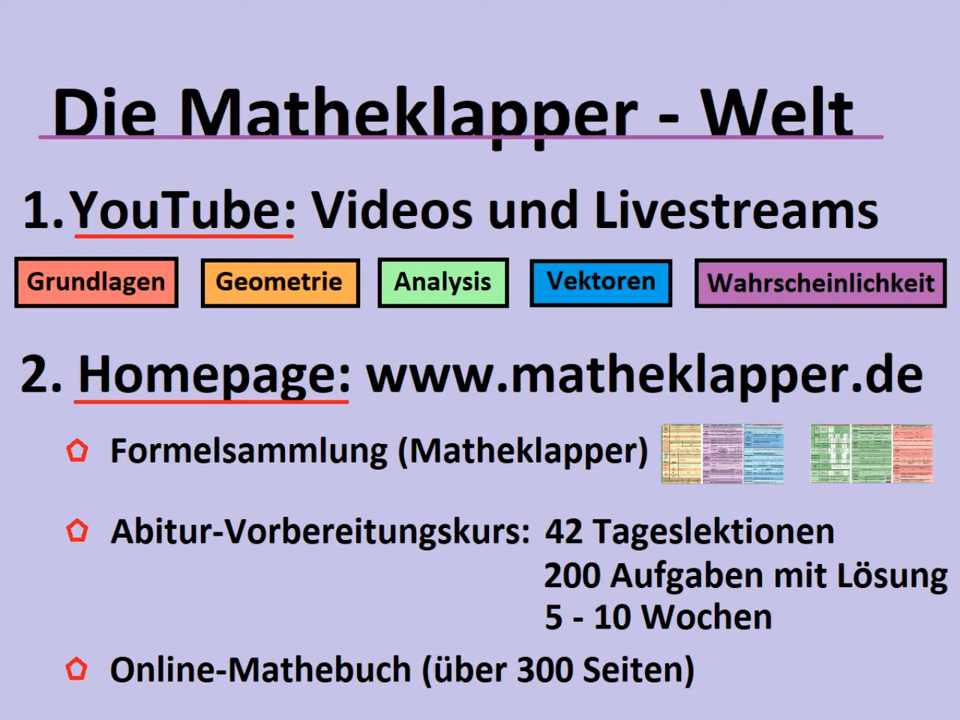 Die Matheklapper - Welt
1. YouTube: Videos und Livestreams
Grundlagen Geometrie Analysis Vektoren Wahrscheinlichkeit
2. Homepage: www.matheklapper.de
Formelsammlung (Matheklapper)
Abitur-Vorbereitungskurs: 42 Tageslektionen
200 Aufgaben mit Lösung
5 - 10 Wochen
Online-Mathebuch (über 300 Seiten)